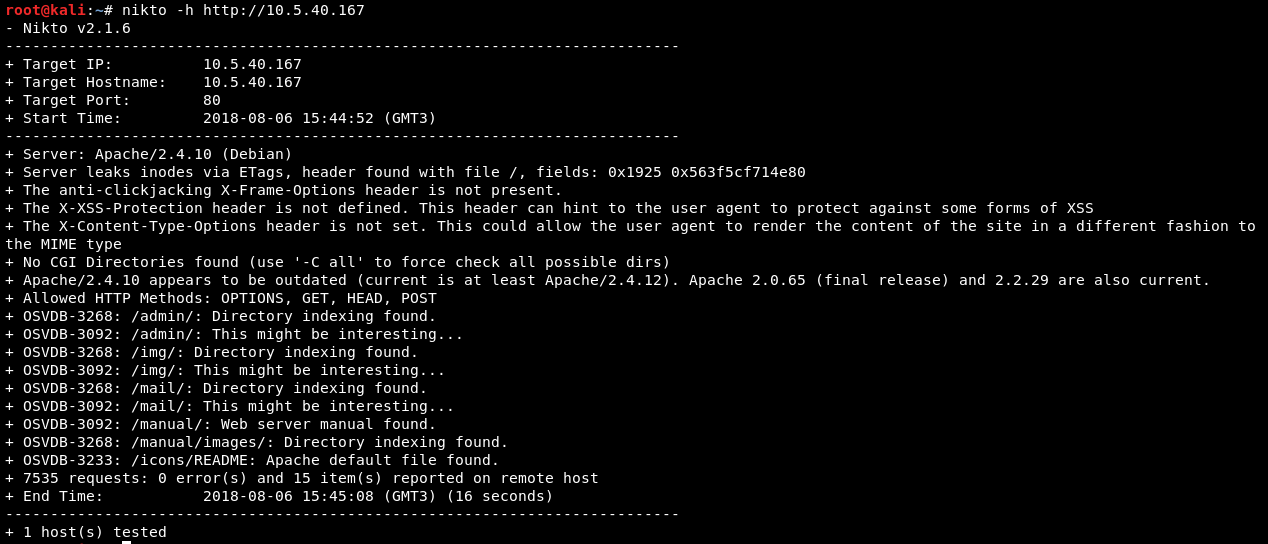 root@kali:~# nikto -h http://10.5.40.167
- Nikto v2.1.6
---------------------------------------------------------------------------
+ Target IP:          10.5.40.167
+ Target Hostname:    10.5.40.167
+ Target Port:        80
+ Start Time:         2018-08-06 15:44:52 (GMT3)
---------------------------------------------------------------------------
+ Server: Apache/2.4.10 (Debian)
+ Server leaks inodes via ETags, header found with file /, fields: 0x1925 0x563f5cf714e80
+ The anti-clickjacking X-Frame-Options header is not present.
+ The X-XSS-Protection header is not defined. This header can hint to the user agent to protect against some forms of XSS
+ The X-Content-Type-Options header is not set. This could allow the user agent to render the content of the site in a different fashion to
the MIME type
+ No CGI Directories found (use '-C all' to force check all possible dirs)
+ Apache/2.4.10 appears to be outdated (current is at least Apache/2.4.12). Apache 2.0.65 (final release) and 2.2.29 are also current.
+ Allowed HTTP Methods: OPTIONS, GET, HEAD, POST
+ OSVDB-3268: /admin/: Directory indexing found.
+ OSVDB-3092: /admin/: This might be interesting...
+ OSVDB-3268: /img/: Directory indexing found.
+ OSVDB-3092: /img/: This might be interesting...
+ OSVDB-3268: /mail/: Directory indexing found.
+ OSVDB-3092: /mail/: This might be interesting...
+ OSVDB-3092: /manual/: Web server manual found.
+ OSVDB-3268: /manual/images/: Directory indexing found.
+ OSVDB-3233: /icons/README: Apache default file found.
+ 7535 requests: 0 error(s) and 15 item(s) reported on remote host
+ End Time:           2018-08-06 15:45:08 (GMT3) (16 seconds)
---------------------------------------------------------------------------
+ 1 host(s) tested